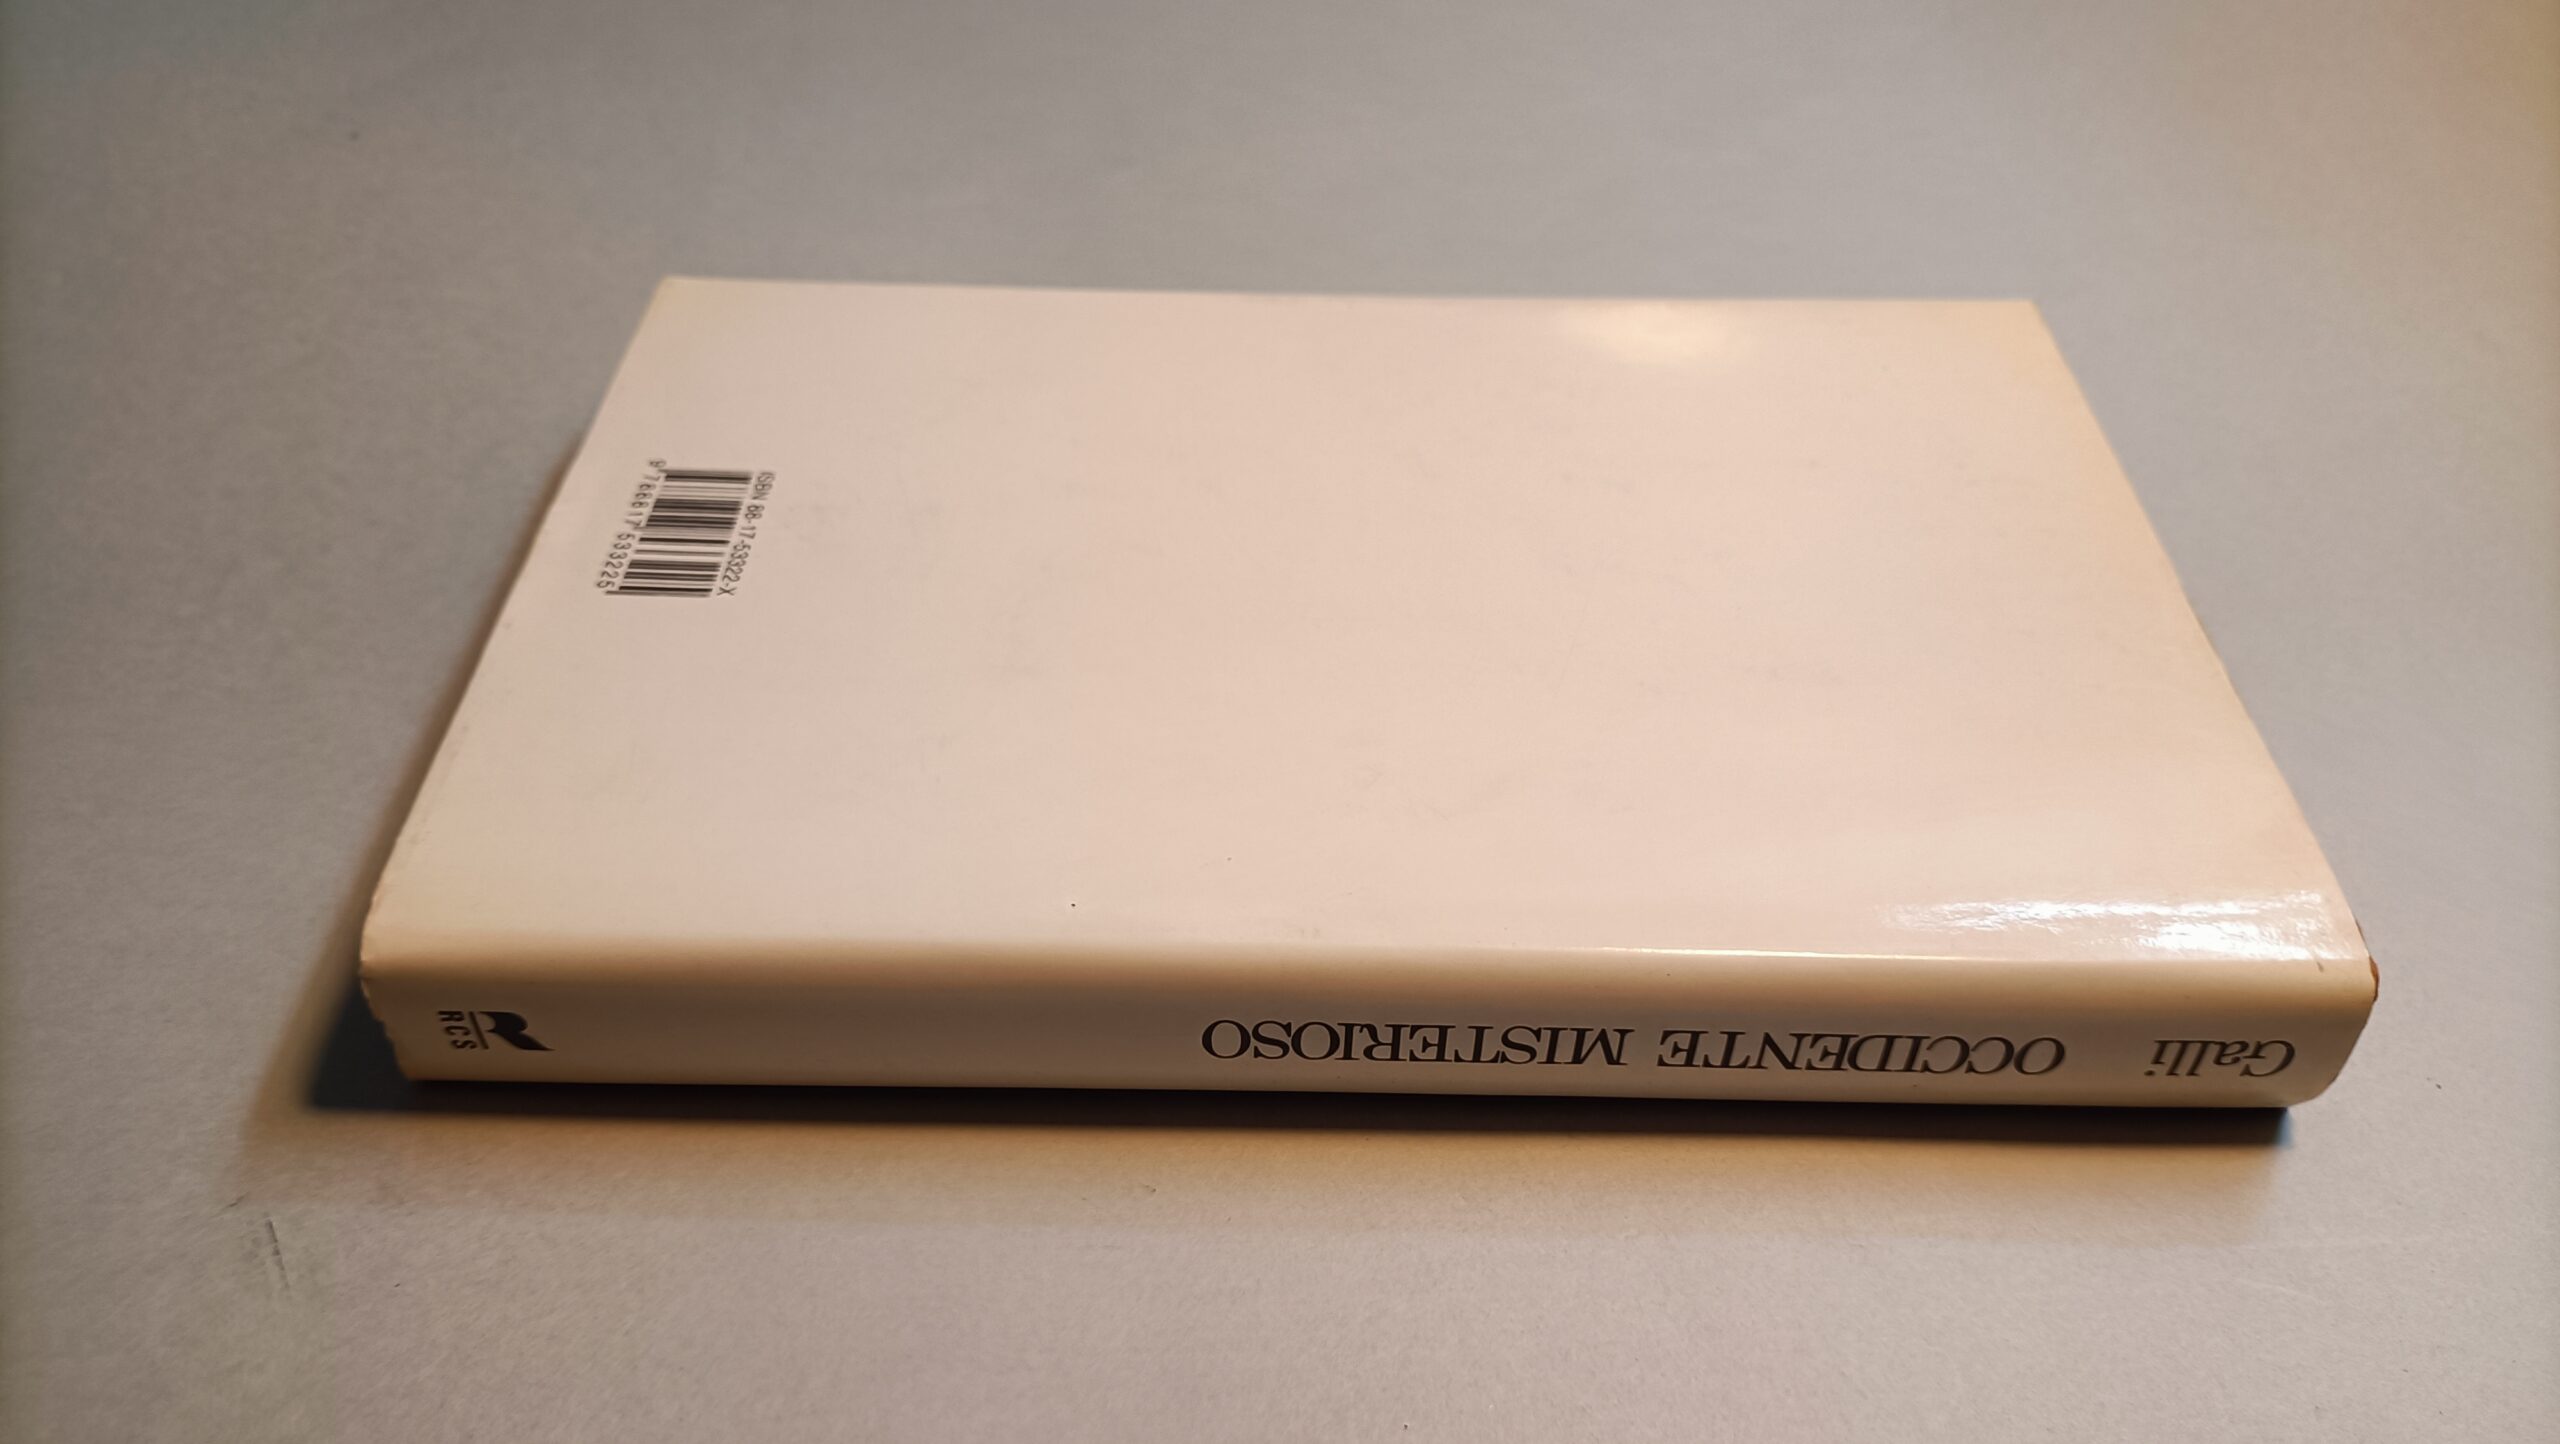 Galli OCCIDENTE MISTERIOSO
RCS
ISBN 88-17-53322-X
9 788817 533225